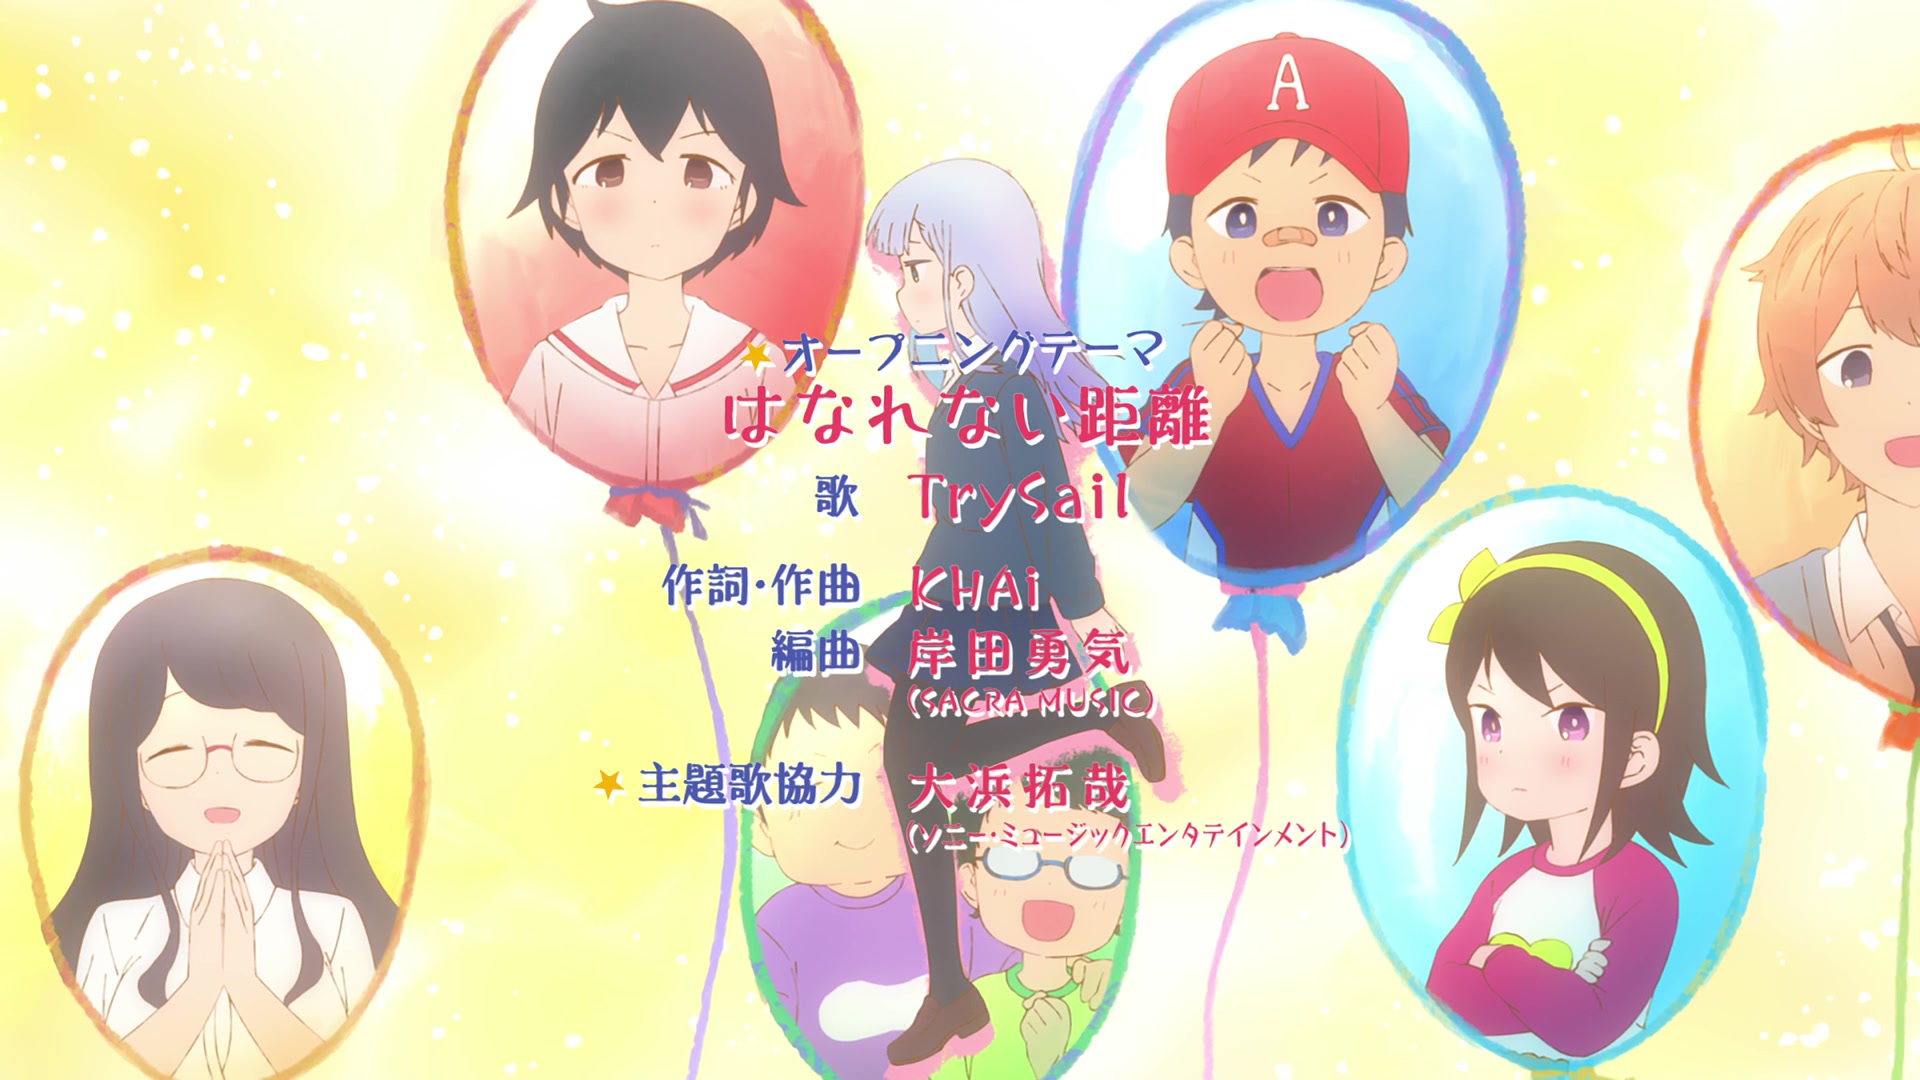 A
オープニングテーマ
はなれない距離
歌 TrySail
作詞・作曲 KHAi
編曲 岸田勇気
(SACRA MUSIC)
主題歌協力 大浜拓哉
(ソニー・ミュージックエンタテインメント)